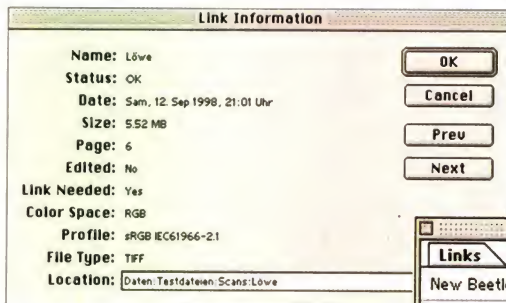 Link Information
Name: Löwe
Status: OK
Date: Sam, 12. Sep 1998, 21:01 Uhr
Size: 5.52 MB
Page: 6
Edited: No
Link Needed: Yes
Color Space: RGB
Profile: sRGB IEC61966-2.1
File Type: TIFF
Location: Daten:Testdateien:Scans:Löwe
OK
Cancel
Prev
Next
Links
New Beetl